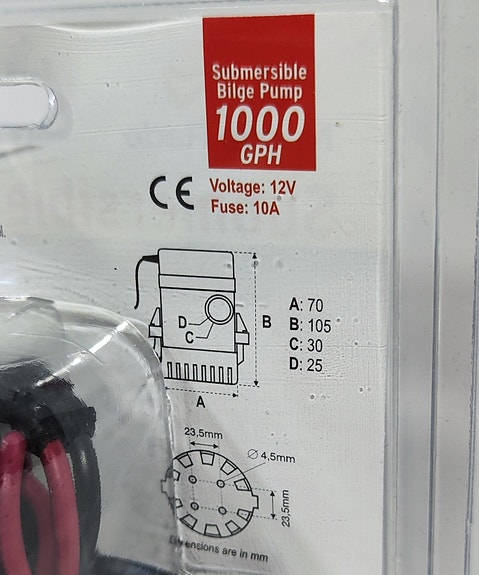 Submersible
Bilge Pump
1000
GPH
CE
Voltage: 12V
Fuse: 10A
A: 70
B: 105
C: 30
D: 25
B
D
C
A
23,5mm
Ø 4,5mm
23,5mm
Dimensions are in mm